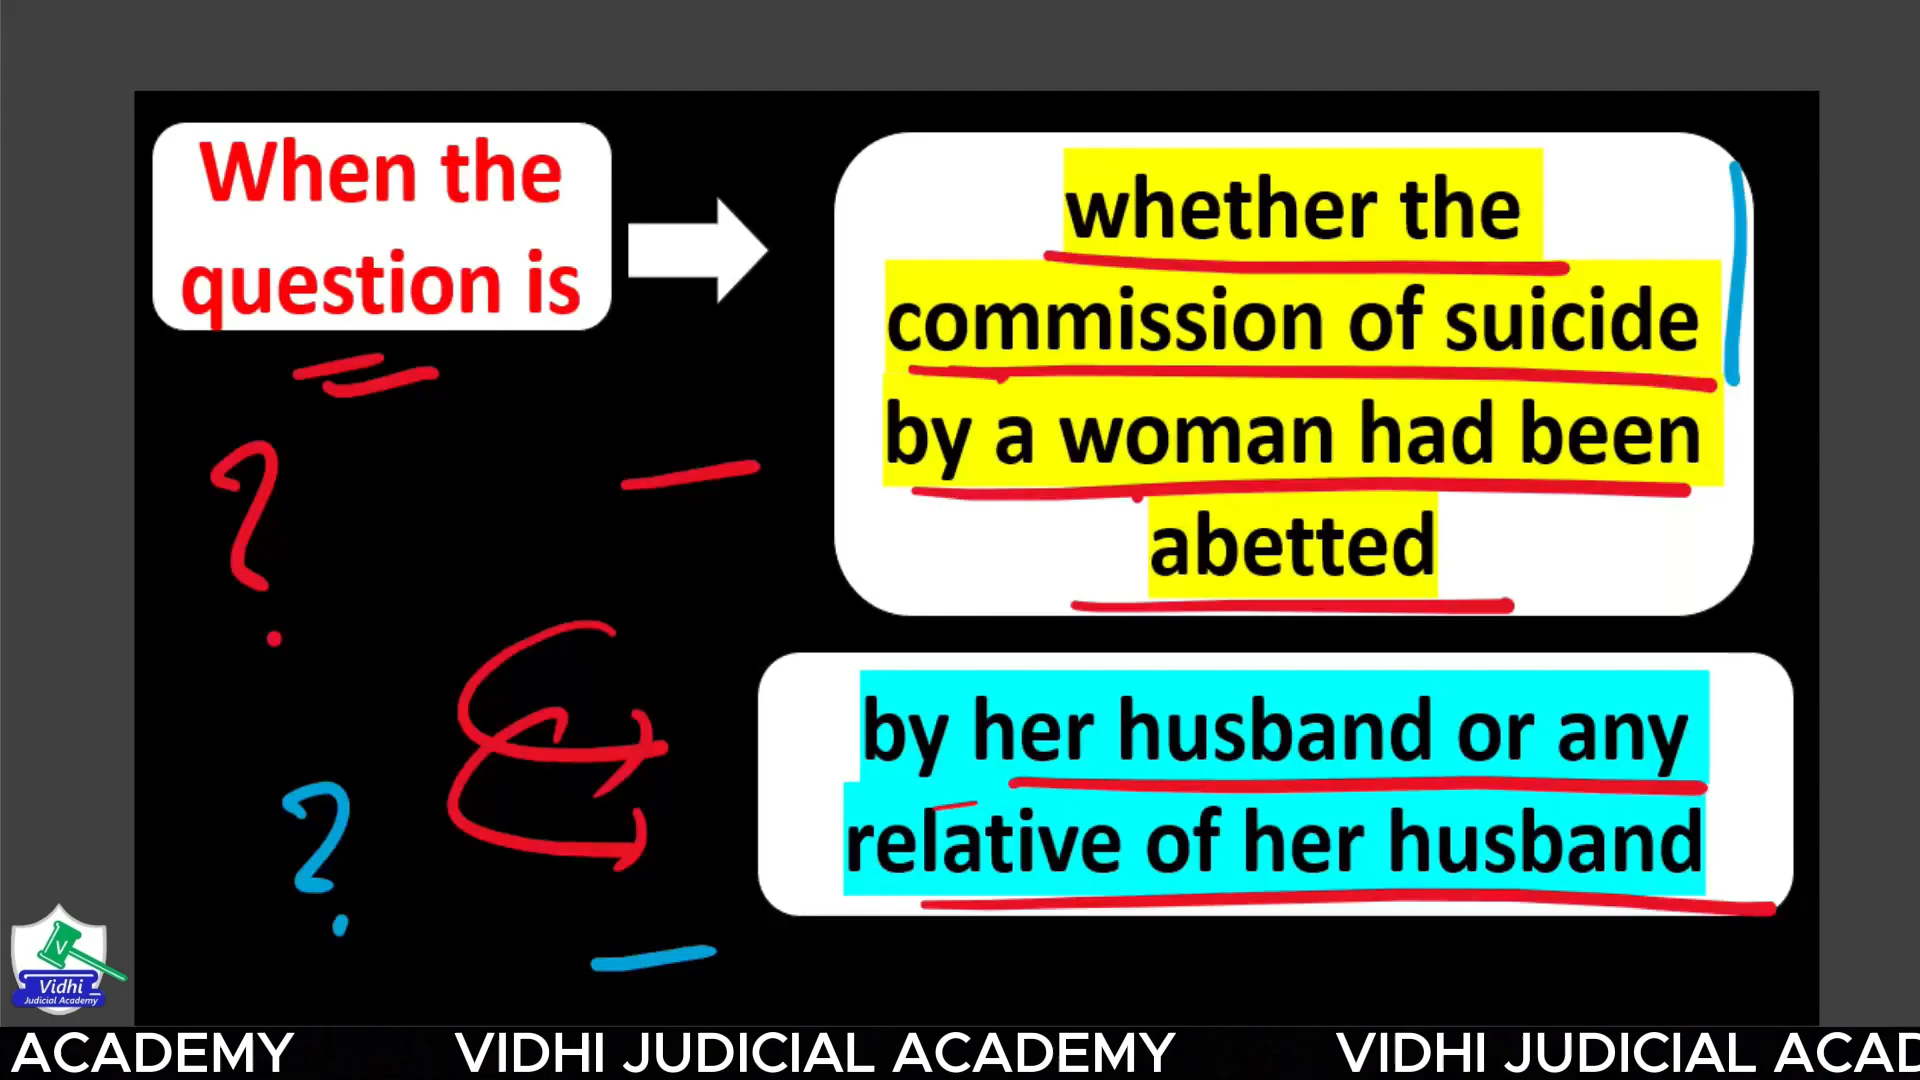 When the
question is
whether the
commission of suicide
by a woman had been
abetted
by her husband or any
relative of her husband
?
?
V
Vidhi
Judicial Academy
ACADEMY VIDHI JUDICIAL ACADEMY VIDHI JUDICIAL ACAD